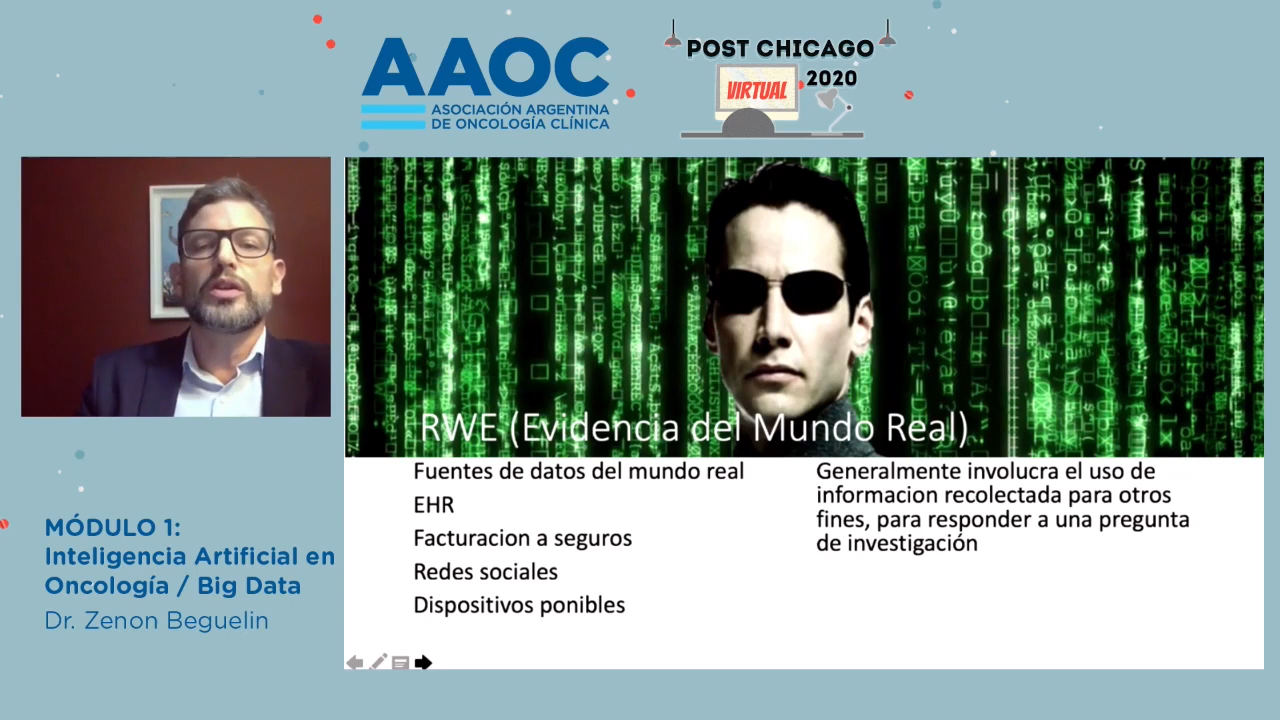 AAOC
ASOCIACIÓN ARGENTINA
DE ONCOLOGÍA CLÍNICA
POST CHICAGO
2020
VIRTUAL
RWE (Evidencia del Mundo Real)
Fuentes de datos del mundo real
EHR
Facturacion a seguros
Redes sociales
Dispositivos ponibles
Generalmente involucra el uso de
informacion recolectada para otros
fines, para responder a una pregunta
de investigación
MÓDULO 1:
Inteligencia Artificial en
Oncología / Big Data
Dr. Zenon Beguelin